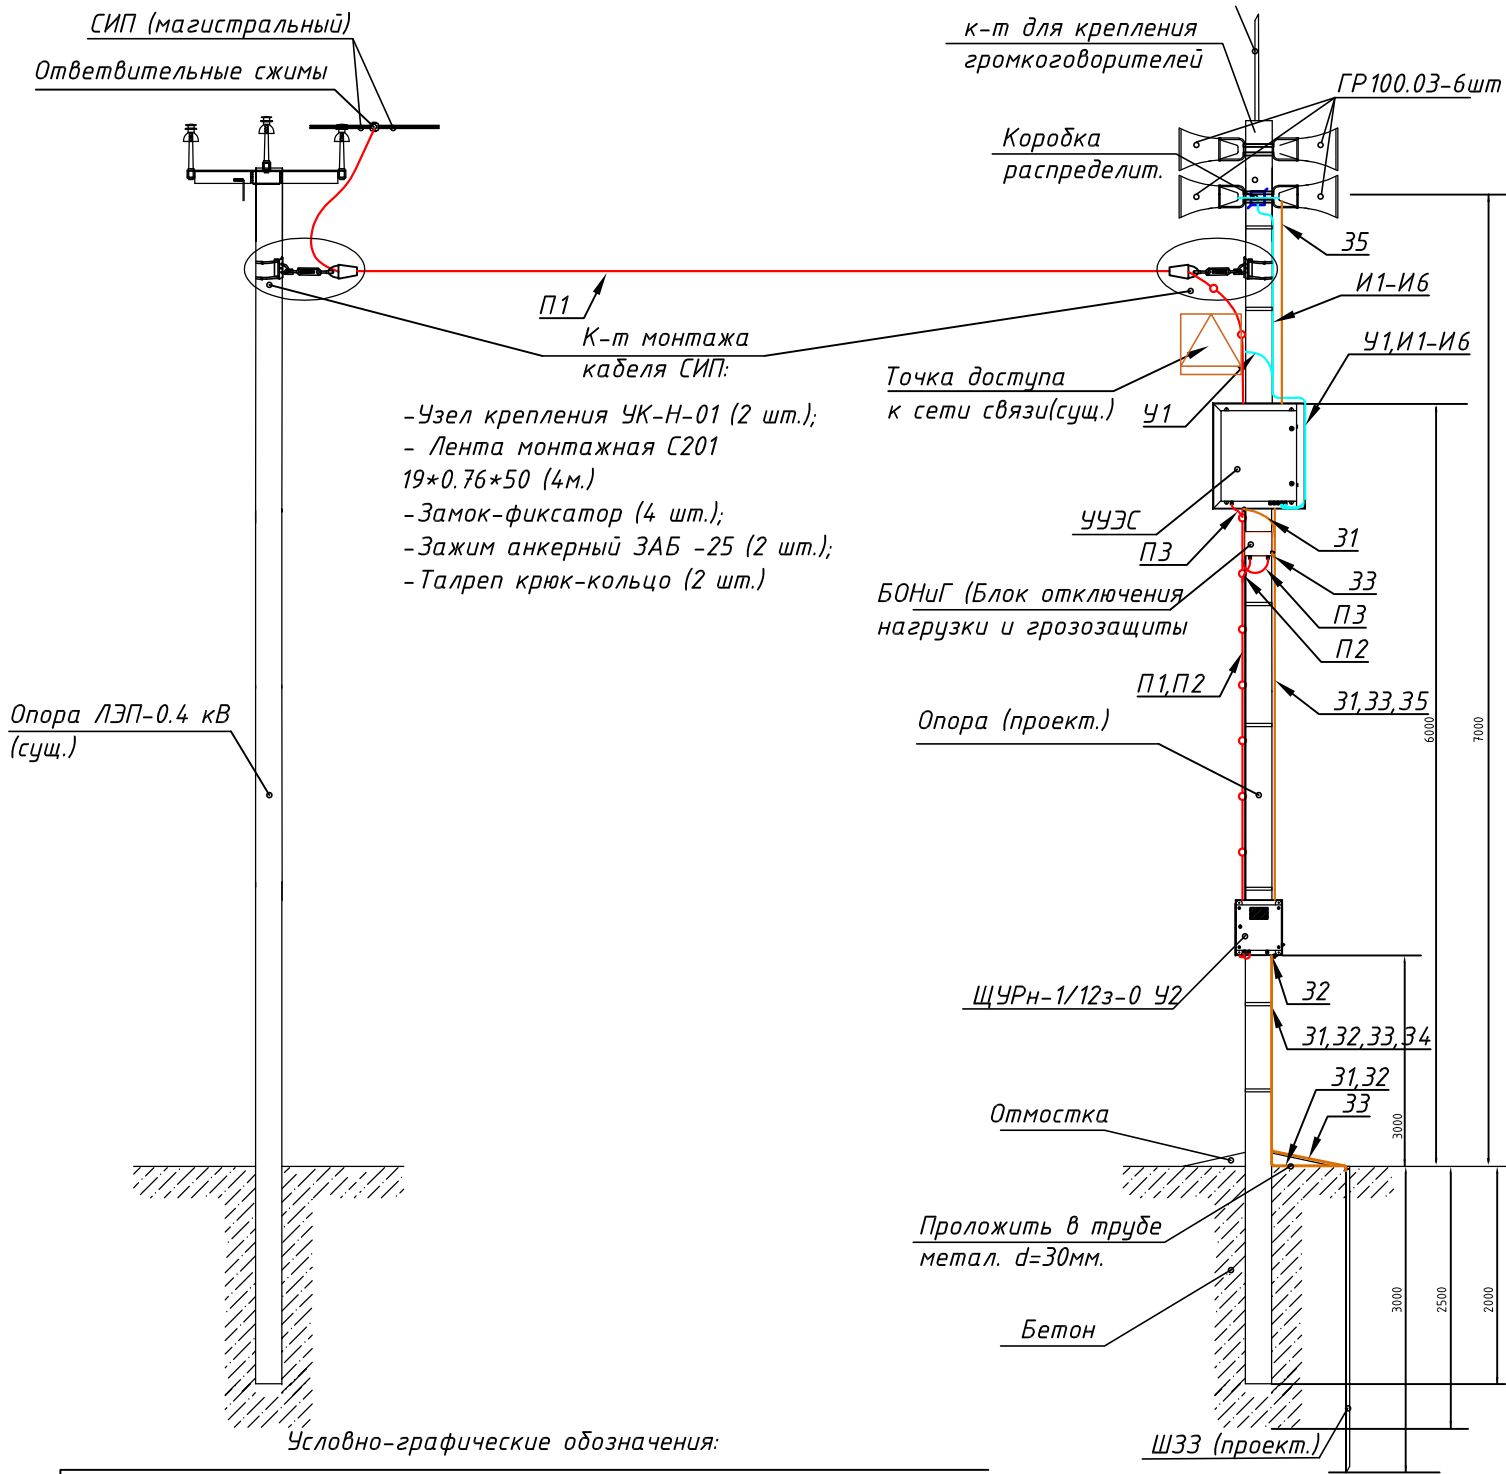 СИП (магистральный)
Ответвительные сжимы
к-т для крепления
громкоговорителей
ГР100.03-6шт
Коробка
распределит.
35
И1-И6
У1,И1-И6
П1
К-т монтажа
кабеля СИП:
Точка доступа
к сети связи(сущ.)
У1
-Узел крепления УК-Н-01 (2 шт.);
- Лента монтажная С201
19*0.76*50 (4м.)
-Замок-фиксатор (4 шт.);
-Зажим анкерный ЗАБ -25 (2 шт.);
-Талреп крюк-кольцо (2 шт.)
УУЭС
П3
31
33
БОНиГ (Блок отключения
нагрузки и грозозащиты
П3
П2
П1,П2
31,33,35
Опора ЛЭП-0.4 кВ
(сущ.)
Опора (проект.)
6000
7000
ЩУРн-1/12з-0 У2
32
31,32,33,34
31,32
33
Отмостка
3000
Проложить в трубе
метал. d=30мм.
Бетон
3000
2500
2000
ШЗЗ (проект.)
Условно-графические обозначения: